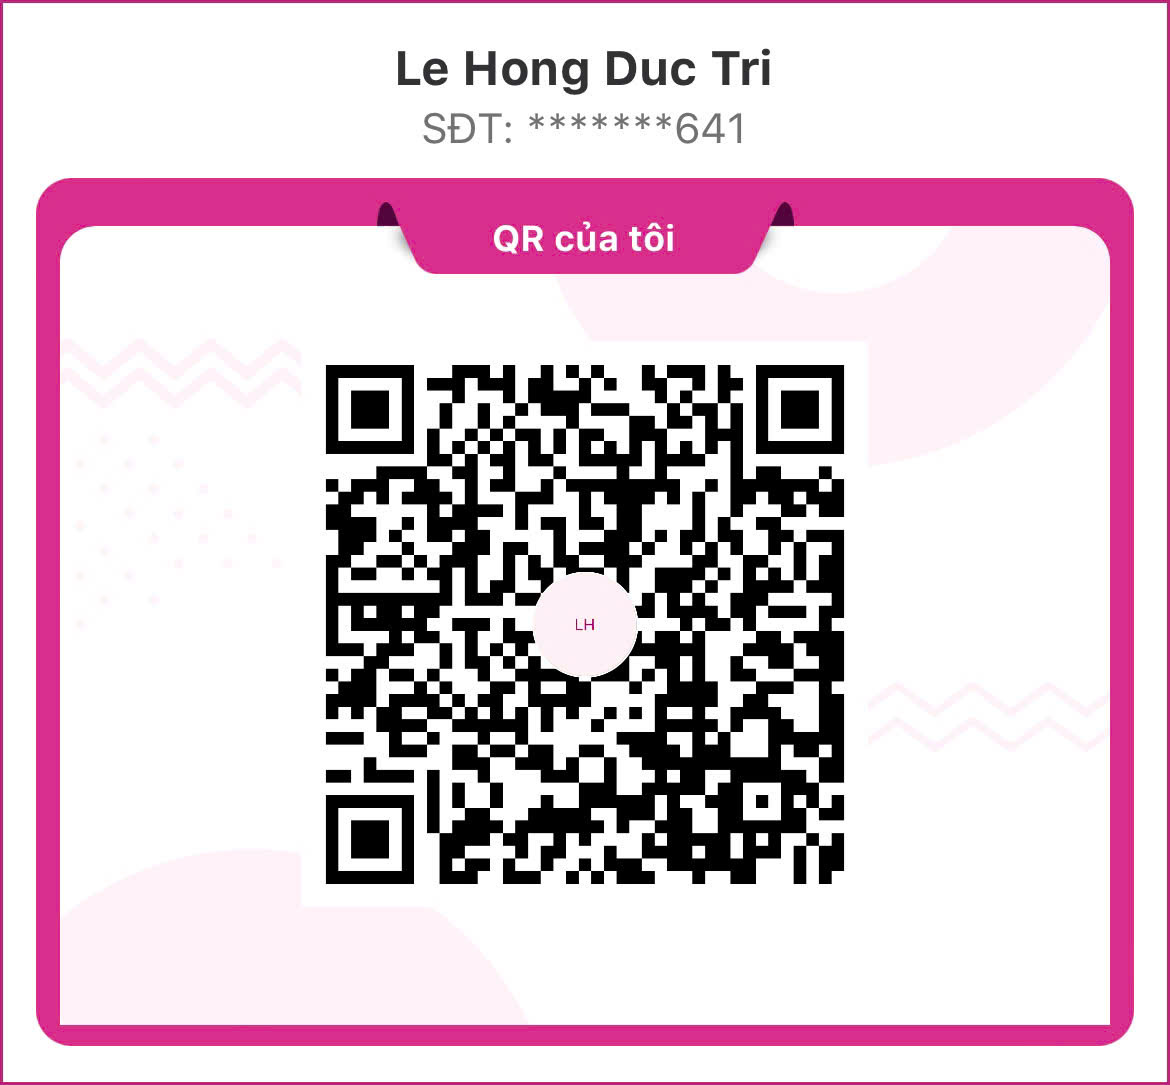 Le Hong Duc Tri
SĐT: *******641
QR của tôi
LH